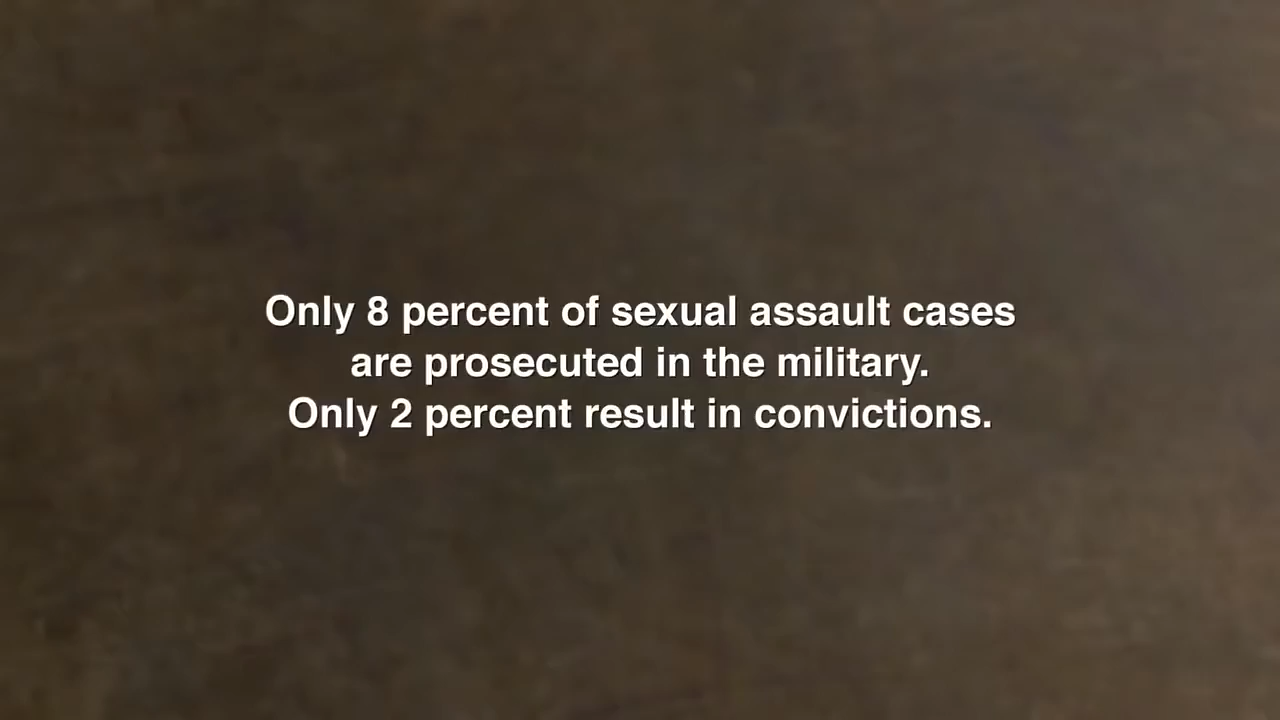 Only 8 percent of sexual assault cases
are prosecuted in the military.
Only 2 percent result in convictions.